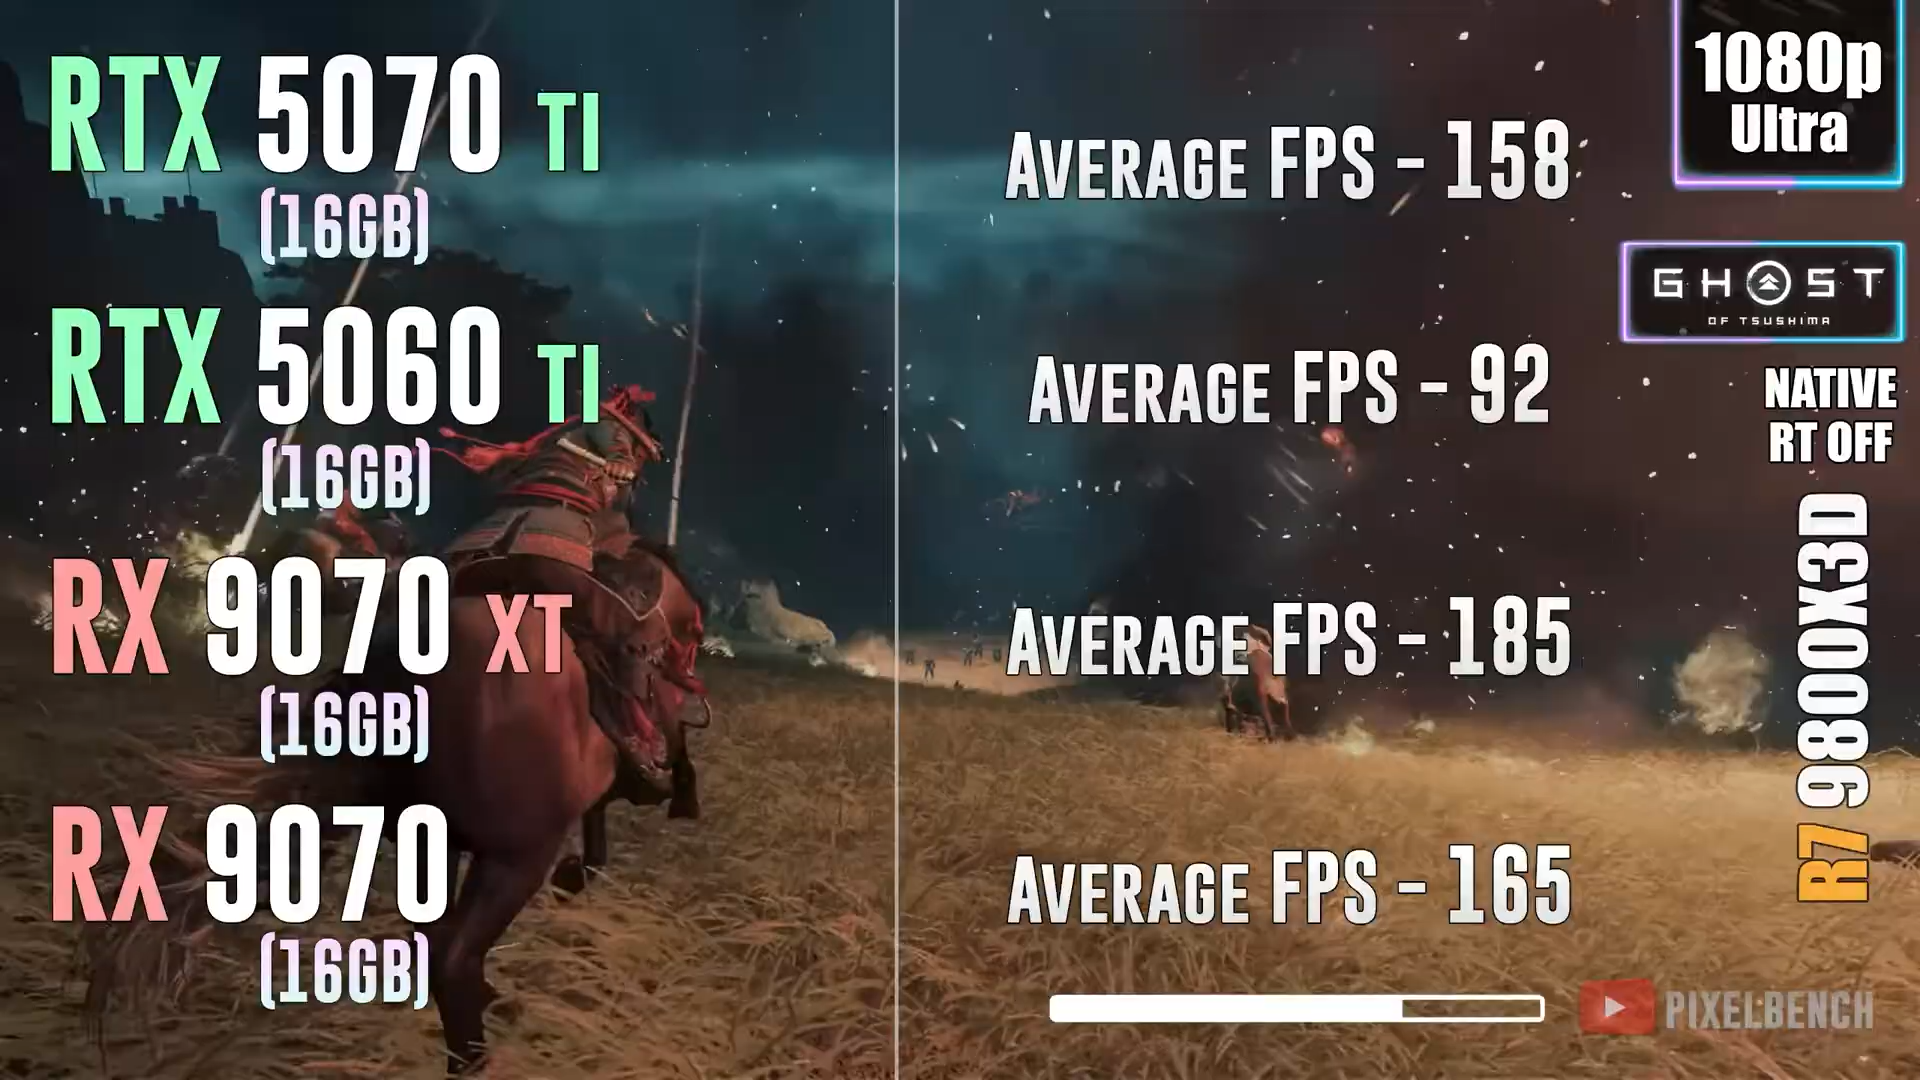 RTX 5070 TI
(16GB)
AVERAGE FPS - 158
RTX 5060 TI
(16GB)
AVERAGE FPS - 92
RX 9070 XT
(16GB)
AVERAGE FPS - 185
RX 9070
(16GB)
AVERAGE FPS - 165
1080p
Ultra
GHOST
OF TSUSHIMA
NATIVE
RT OFF
R7 9800X3D
PIXELBENCH